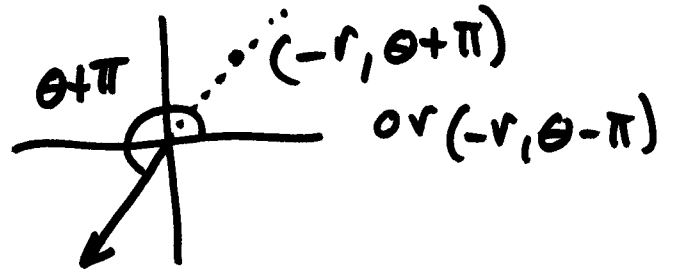 (-r, θ+π)
θ+π
or (-r, θ-π)